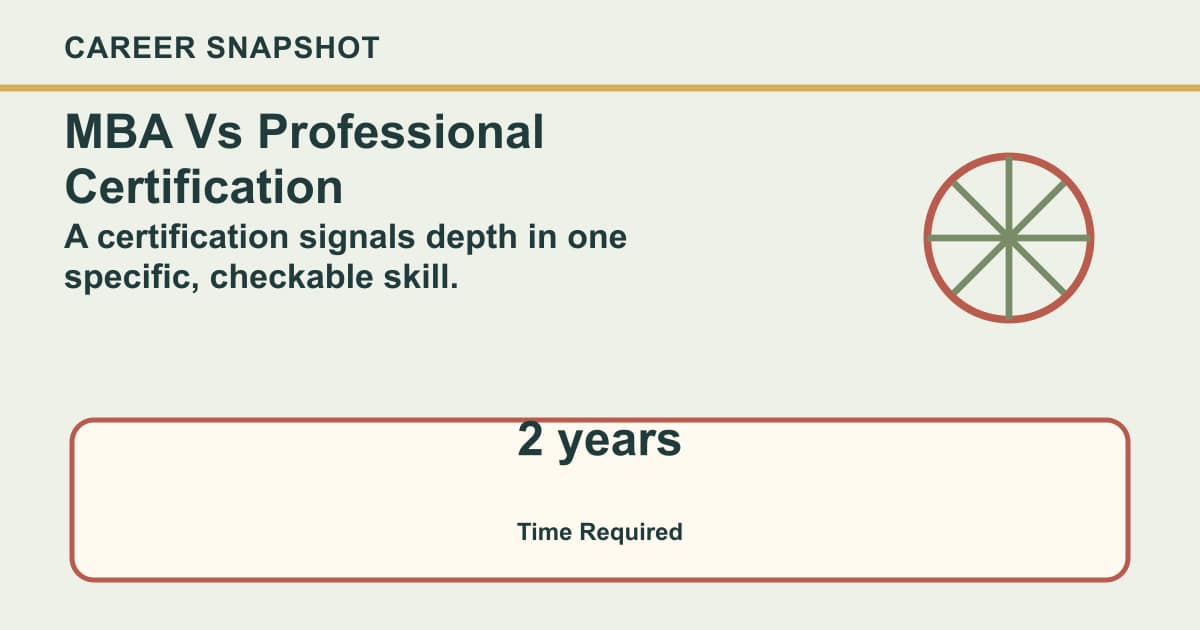 CAREER SNAPSHOT
MBA Vs Professional
Certification
A certification signals depth in one
specific, checkable skill.
2 years
Time Required